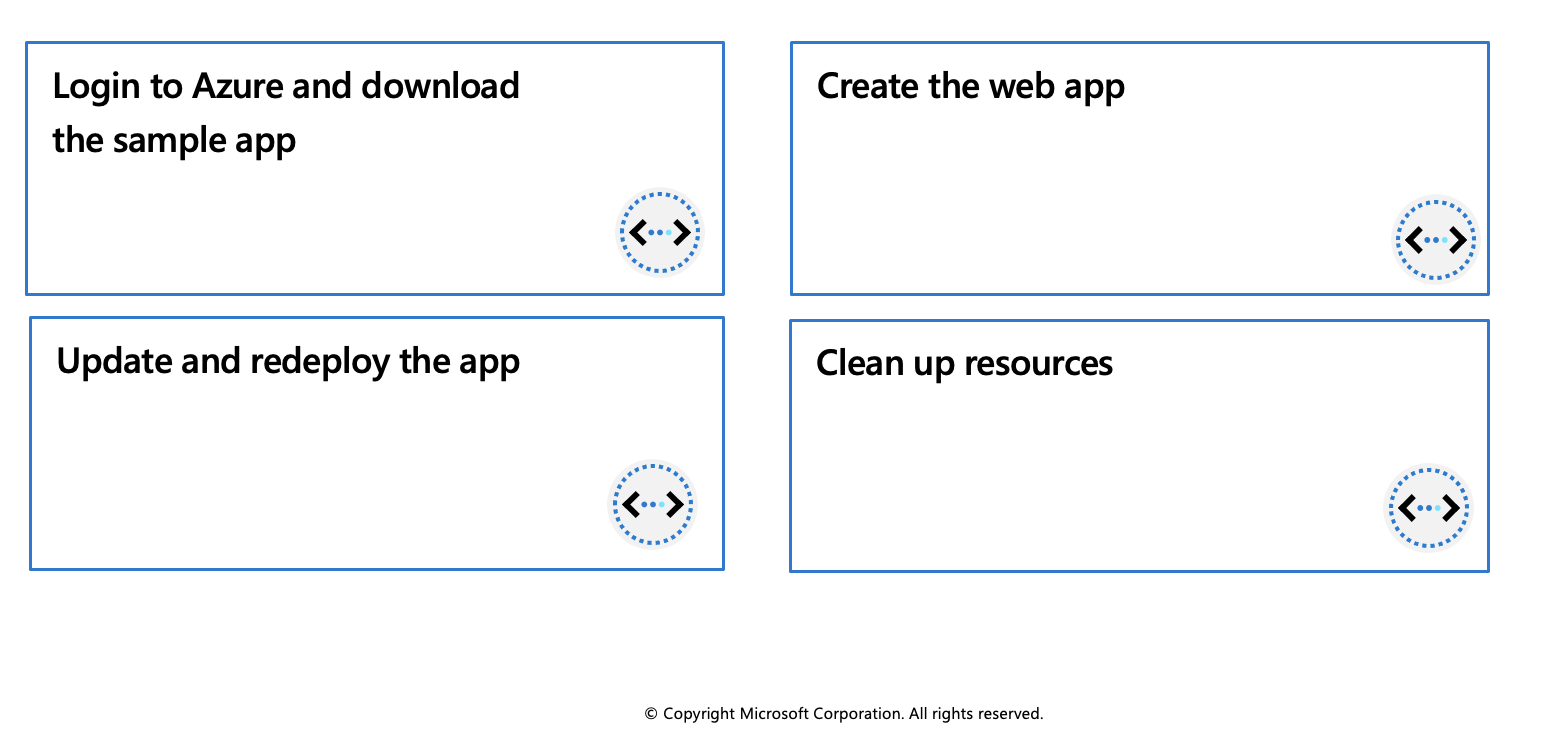 Login to Azure and download
the sample app
Create the web app
Update and redeploy the app
Clean up resources
© Copyright Microsoft Corporation. All rights reserved.